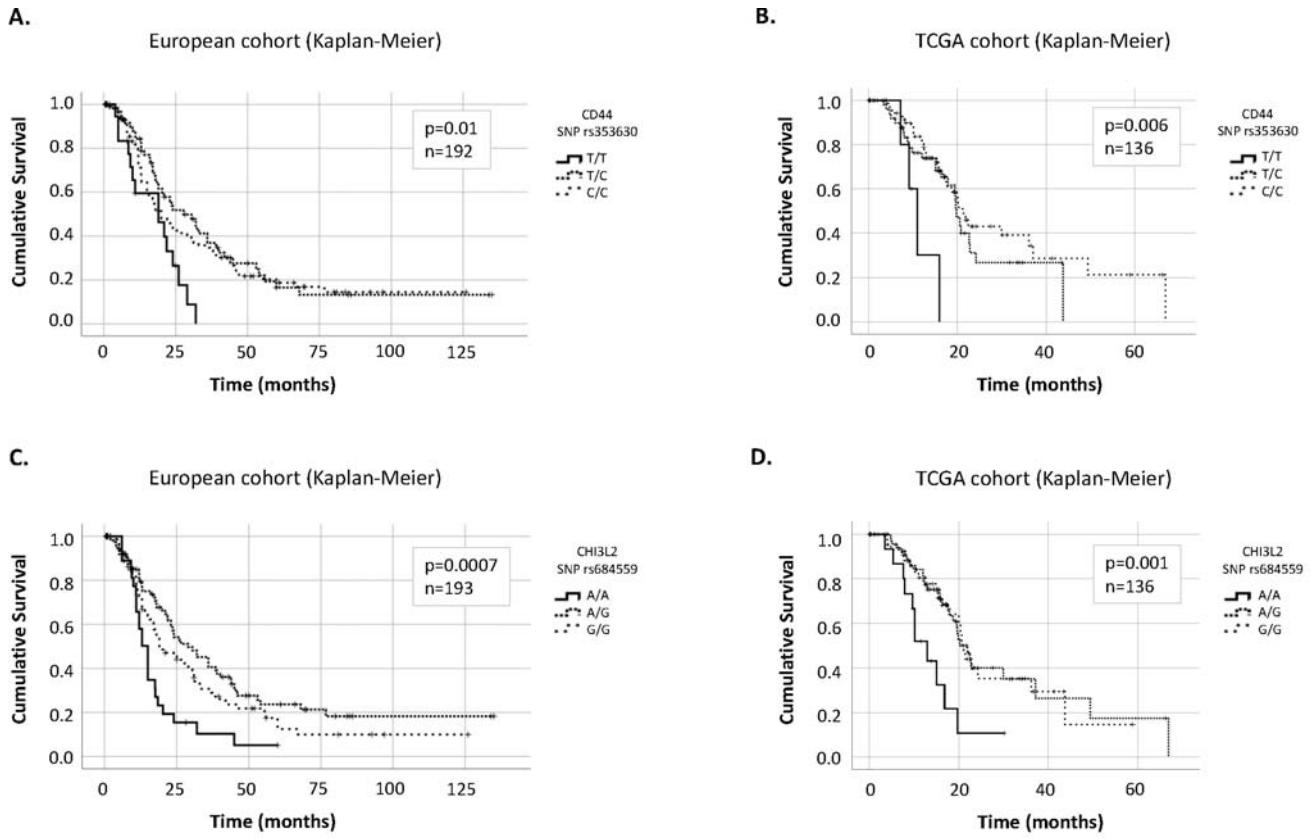 A.
European cohort (Kaplan-Meier)
1.0
0.8
0.6
0.4
0.2
0.0
Cumulative Survival
0 25 50 75 100 125
Time (months)
p=0.01
n=192
CD44
SNP rs353630
T/T
T/C
C/C
B.
TCGA cohort (Kaplan-Meier)
1.0
0.8
0.6
0.4
0.2
0.0
Cumulative Survival
0 20 40 60
Time (months)
p=0.006
n=136
CD44
SNP rs353630
T/T
T/C
C/C
C.
European cohort (Kaplan-Meier)
1.0
0.8
0.6
0.4
0.2
0.0
Cumulative Survival
0 25 50 75 100 125
Time (months)
p=0.0007
n=193
CHI3L2
SNP rs684559
A/A
A/G
G/G
D.
TCGA cohort (Kaplan-Meier)
1.0
0.8
0.6
0.4
0.2
0.0
Cumulative Survival
0 20 40 60
Time (months)
p=0.001
n=136
CHI3L2
SNP rs684559
A/A
A/G
G/G